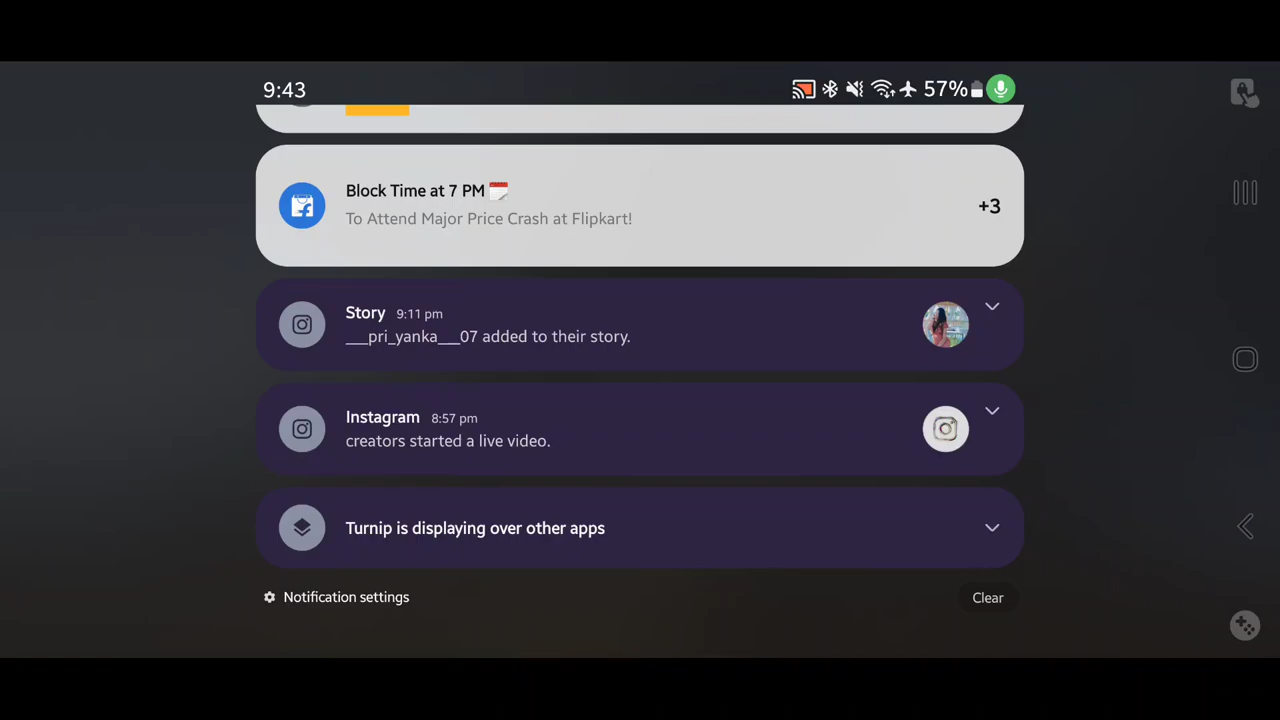 9:43
57%
Block Time at 7 PM
To Attend Major Price Crash at Flipkart!
+3
Story 9:11 pm
___pri_yanka___07 added to their story.
Instagram 8:57 pm
creators started a live video.
Turnip is displaying over other apps
Notification settings
Clear